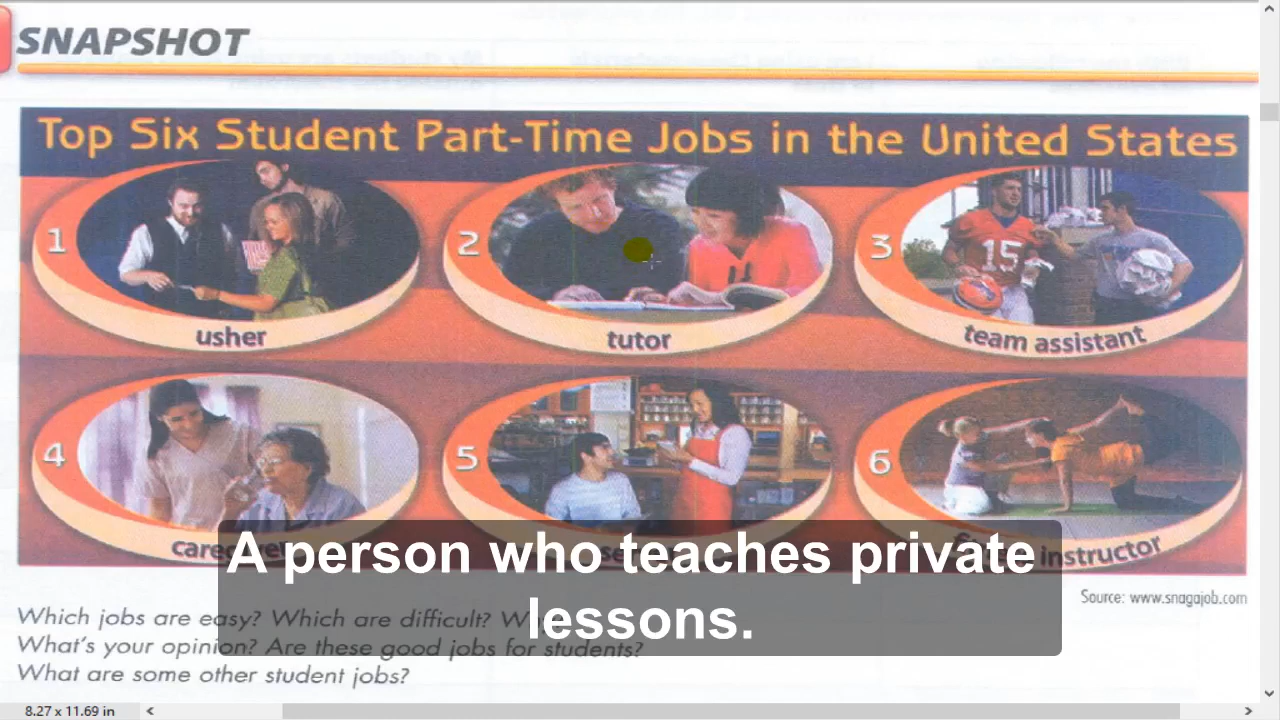 SNAPSHOT
Top Six Student Part-Time Jobs in the United States
1
2
3
15
usher
tutor
team assistant
4
5
6
instructor
A person who teaches private
lessons.
Source: www.snagajob.com
Which jobs are easy? Which are difficult?
What's your opinion? Are these good jobs for students?
What are some other student jobs?
8.27 x 11.69 in